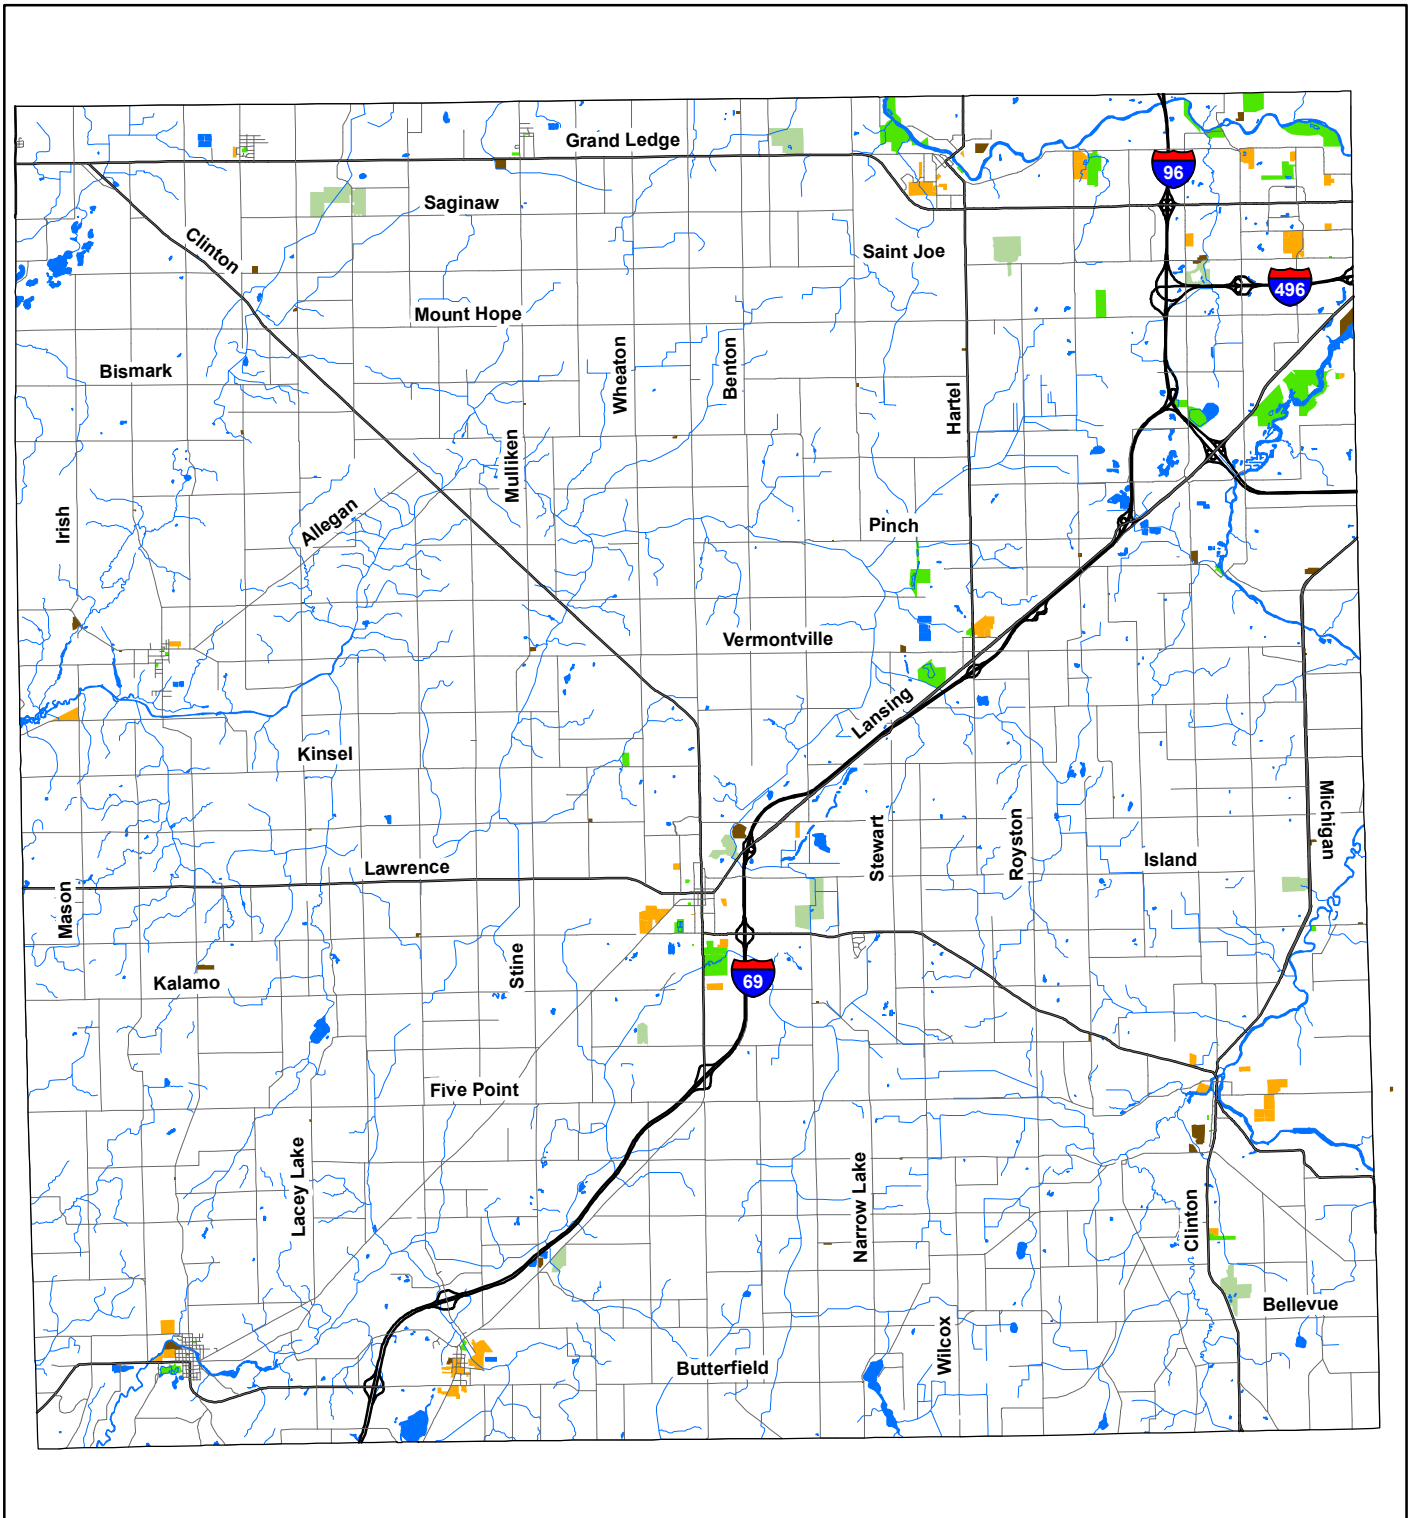 Grand Ledge
96
Saginaw
Clinton
Saint Joe
496
Mount Hope
Wheaton
Benton
Bismark
Hartel
Mulliken
Allegan
Irish
Pinch
Vermontville
Lansing
Kinsel
Michigan
Stewart
Royston
Island
Lawrence
Mason
Stine
Kalamo
69
Five Point
Lacey Lake
Narrow Lake
Clinton
Bellevue
Wilcox
Butterfield